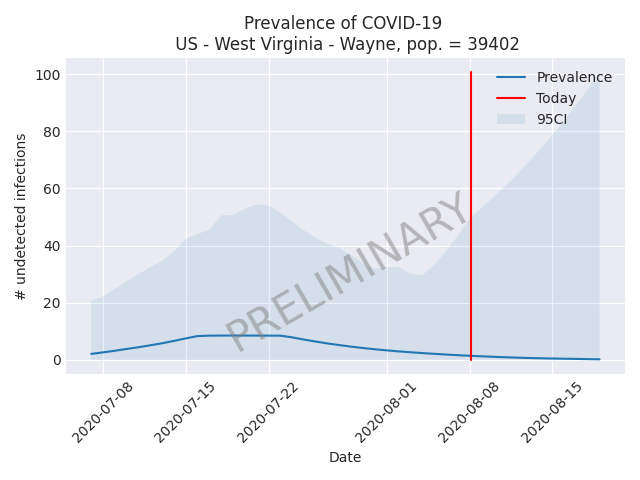 Prevalence of COVID-19
US - West Virginia - Wayne, pop. = 39402
# undetected infections
100
80
60
40
20
0
Prevalence
Today
95CI
PRELIMINARY
2020-07-08
2020-07-15
2020-07-22
2020-08-01
2020-08-08
2020-08-15
Date